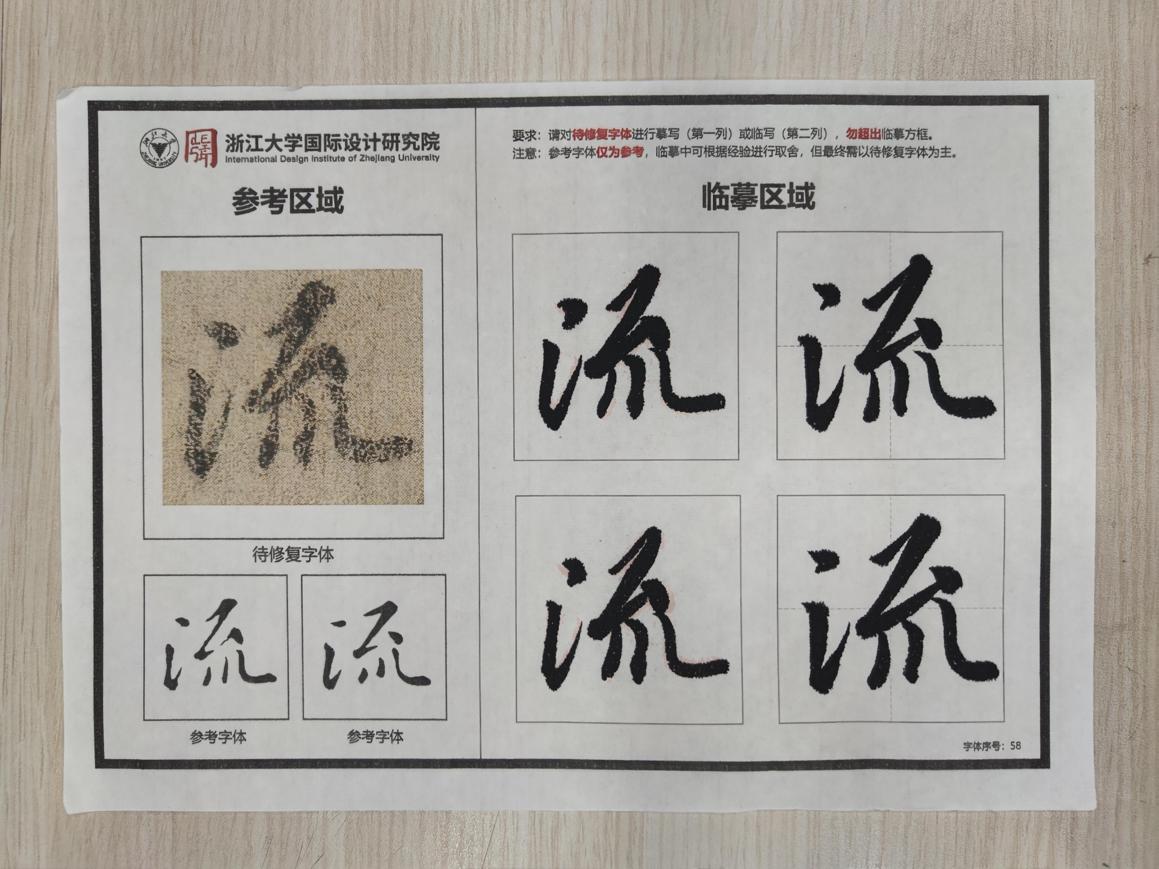 浙江大学国际设计研究院
International Design Institute of Zhejiang University
参考区域
流
待修复字体
流
流
参考字体
参考字体
要求：请对待修复字体进行摹写（第一列）或临写（第二列），勿超出临摹方框。
注意：参考字体仅为参考，临摹中可根据经验进行取舍，但最终需以待修复字体为主。
临摹区域
流
流
流
流
字体序号：58